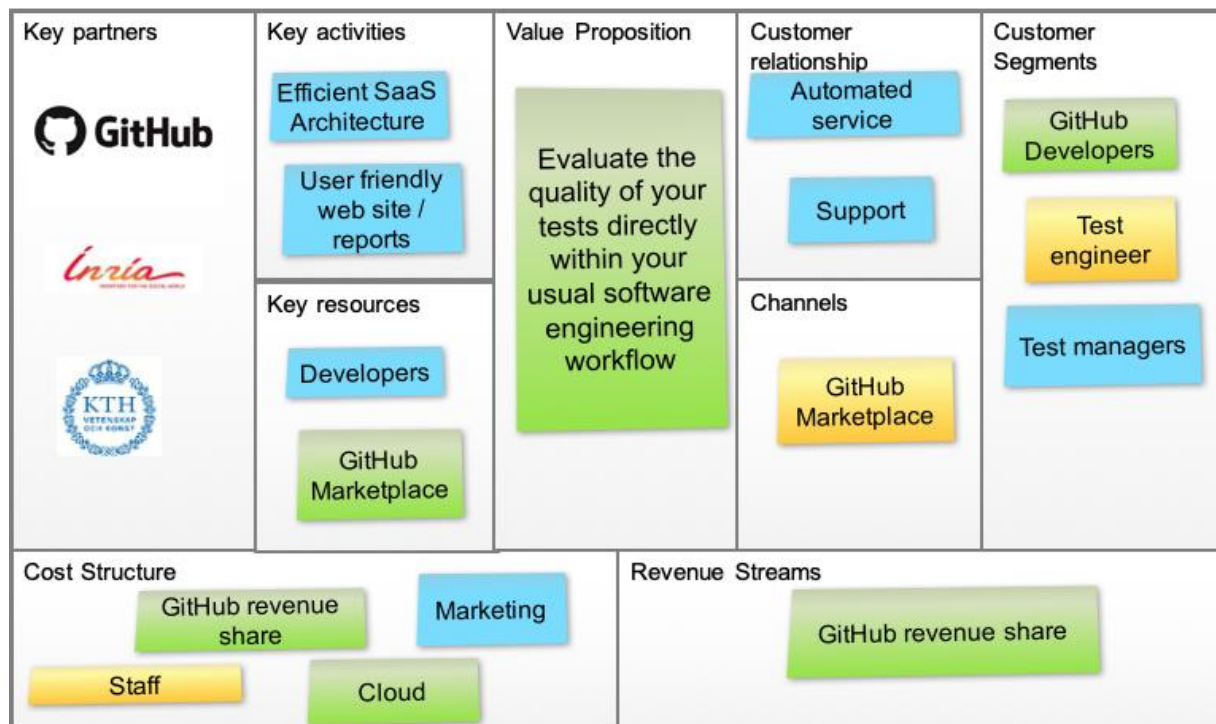 Key partners
GitHub
Inria
KTH
VETENSKAP
OCH KONST
Key activities
Efficient SaaS
Architecture
User friendly
web site /
reports
Key resources
Developers
GitHub
Marketplace
Value Proposition
Evaluate the
quality of your
tests directly
within your
usual software
engineering
workflow
Customer
relationship
Automated
service
Support
Channels
GitHub
Marketplace
Customer
Segments
GitHub
Developers
Test
engineer
Test managers
Cost Structure
GitHub revenue
share
Marketing
Staff
Cloud
Revenue Streams
GitHub revenue share